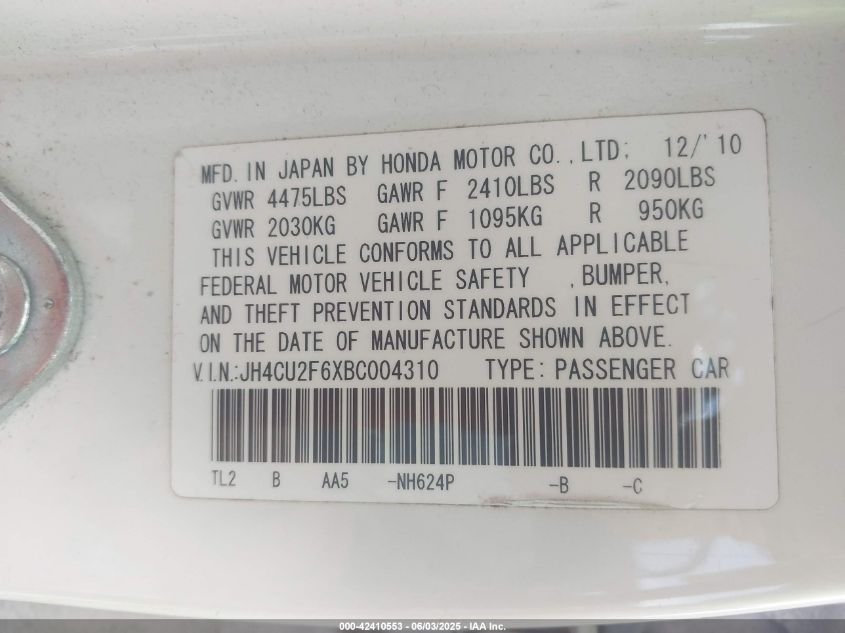 MFD. IN JAPAN BY HONDA MOTOR CO., LTD; 12/'10
GVWR 4475LBS GAWR F 2410LBS R 2090LBS
GVWR 2030KG GAWR F 1095KG R 950KG
THIS VEHICLE CONFORMS TO ALL APPLICABLE
FEDERAL MOTOR VEHICLE SAFETY , BUMPER,
AND THEFT PREVENTION STANDARDS IN EFFECT
ON THE DATE OF MANUFACTURE SHOWN ABOVE.
V.I.N.:JH4CU2F6XBC004310 TYPE: PASSENGER CAR
TL2 B AA5 -NH624P -B -C
000-42410553 - 06/03/2025 - IAA Inc.